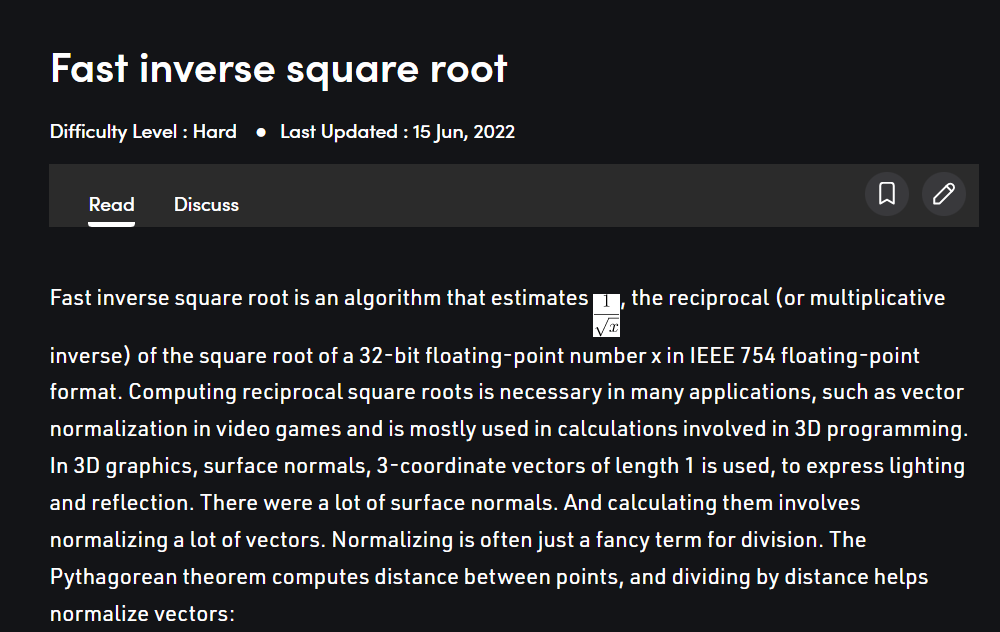 Fast inverse square root
Difficulty Level : Hard ● Last Updated : 15 Jun, 2022
Read Discuss
Fast inverse square root is an algorithm that estimates 1/√x, the reciprocal (or multiplicative
inverse) of the square root of a 32-bit floating-point number x in IEEE 754 floating-point
format. Computing reciprocal square roots is necessary in many applications, such as vector
normalization in video games and is mostly used in calculations involved in 3D programming.
In 3D graphics, surface normals, 3-coordinate vectors of length 1 is used, to express lighting
and reflection. There were a lot of surface normals. And calculating them involves
normalizing a lot of vectors. Normalizing is often just a fancy term for division. The
Pythagorean theorem computes distance between points, and dividing by distance helps
normalize vectors: